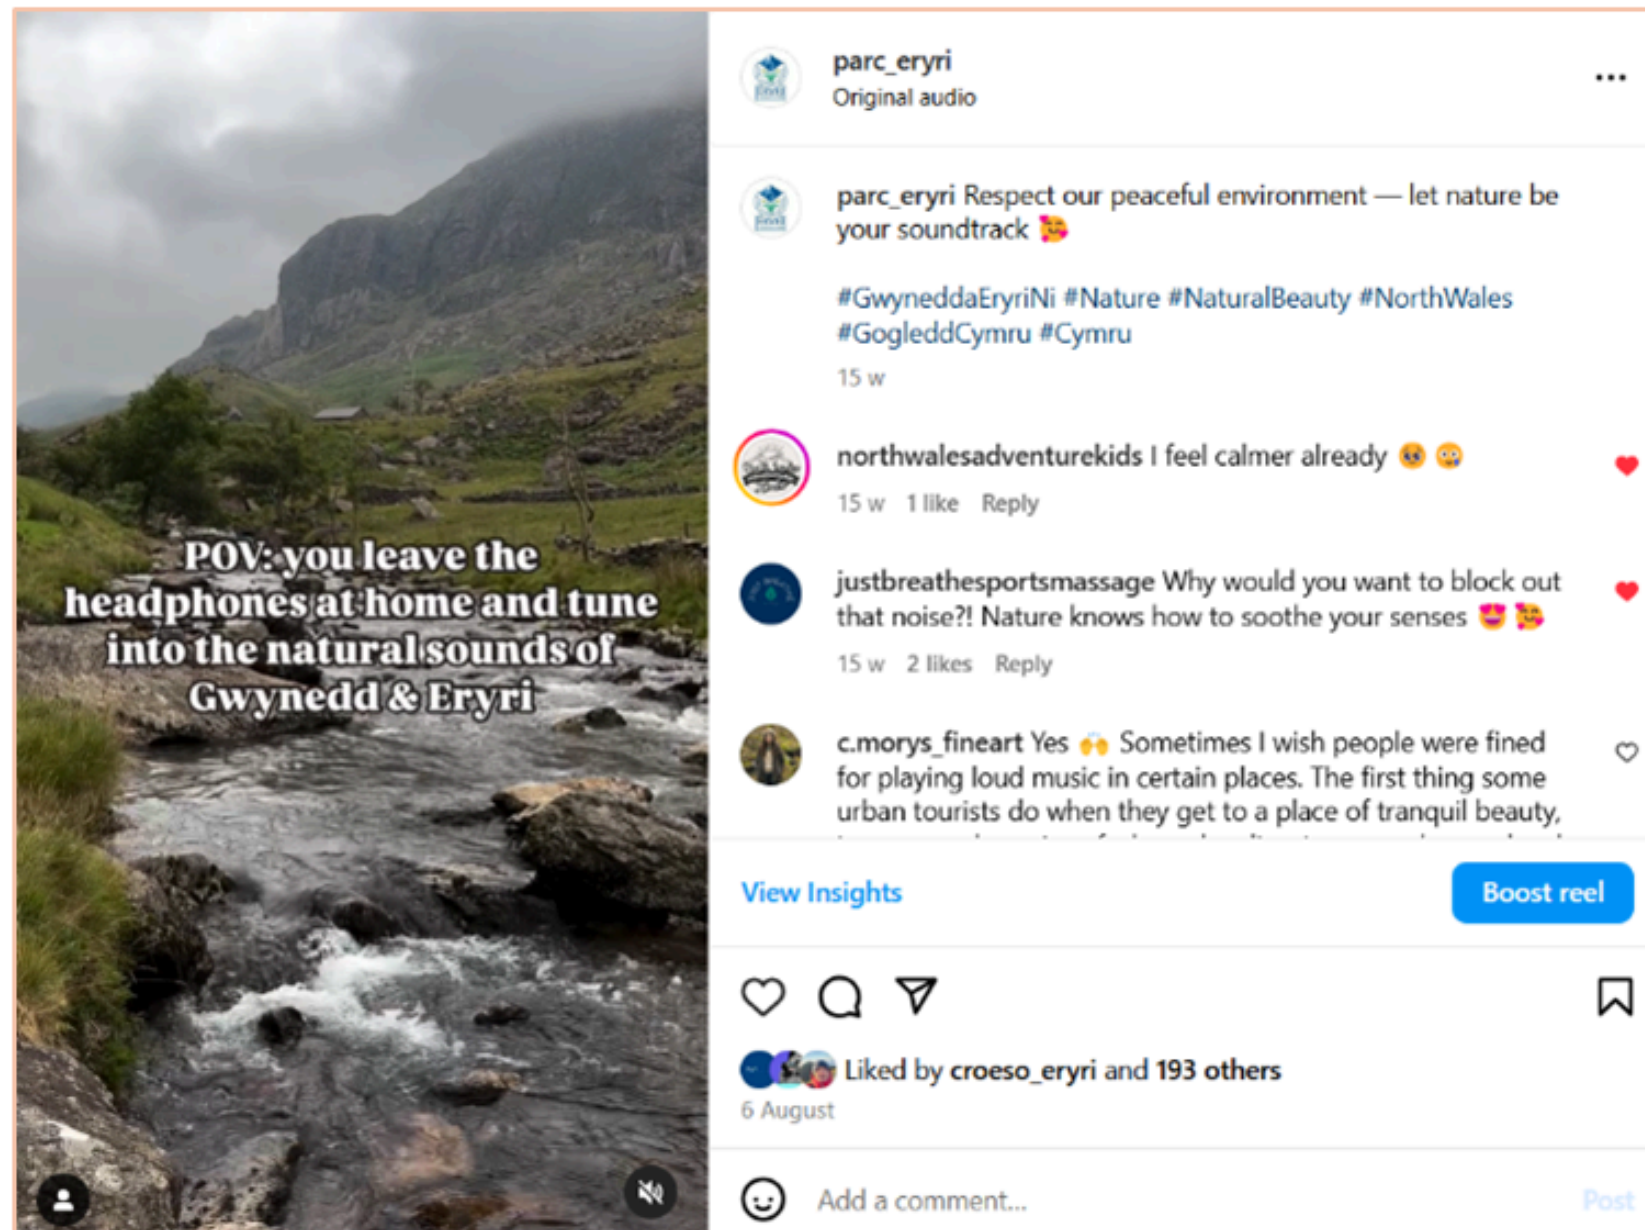 POV: you leave the
headphones at home and tune
into the natural sounds of
Gwynedd & Eryri
parc_eryri
Original audio
parc_eryri Respect our peaceful environment — let nature be
your soundtrack 🥰
#GwyneddaEryriNi #Nature #NaturalBeauty #NorthWales
#GogleddCymru #Cymru
15 w
northwalesadventurekids I feel calmer already
15 w 1 like Reply
justbreathesportsmassage Why would you want to block out
that noise?! Nature knows how to soothe your senses 😍 🥰
15 w 2 likes Reply
c.morys_fineart Yes 🙌 Sometimes I wish people were fined
for playing loud music in certain places. The first thing some
urban tourists do when they get to a place of tranquil beauty,
View Insights
Boost reel
Liked by croeso_eryri and 193 others
6 August
Add a comment...
Post